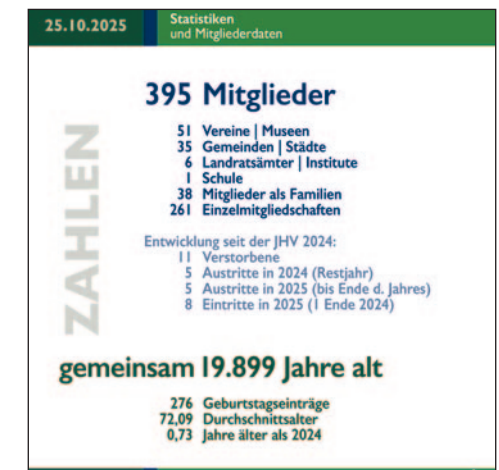 25.10.2025
Statistiken
und Mitgliederdaten
ZAHLEN
395 Mitglieder
51 Vereine | Museen
35 Gemeinden | Städte
6 Landratsämter | Institute
1 Schule
38 Mitglieder als Familien
261 Einzelmitgliedschaften
Entwicklung seit der JHV 2024:
11 Verstorbene
5 Austritte in 2024 (Restjahr)
5 Austritte in 2025 (bis Ende d. Jahres)
8 Eintritte in 2025 (1 Ende 2024)
gemeinsam 19.899 Jahre alt
276 Geburtstagseinträge
72,09 Durchschnittsalter
0,73 Jahre älter als 2024